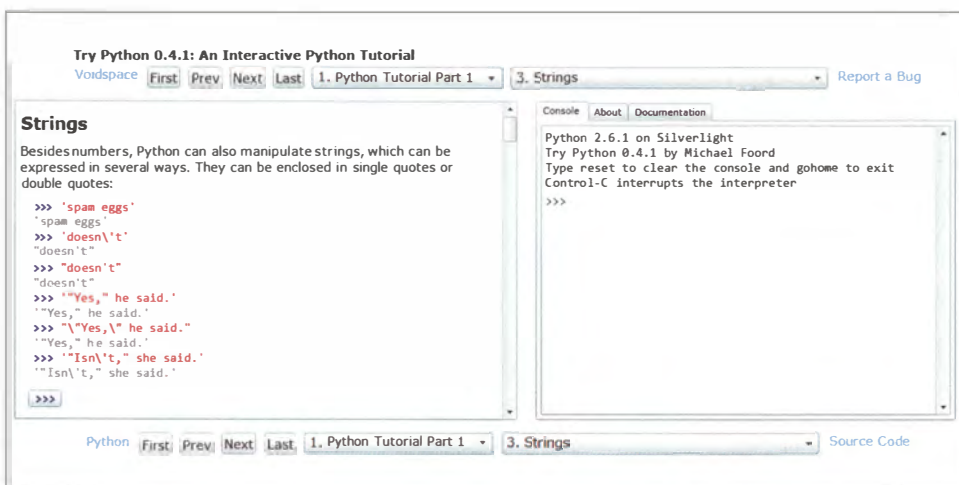 Try Python 0.4.1: An Interactive Python Tutorial
Voidspace First Prev Next Last 1. Python Tutorial Part 1 3. Strings Report a Bug
Strings
Besides numbers, Python can also manipulate strings, which can be
expressed in several ways. They can be enclosed in single quotes or
double quotes:
>>> 'spam eggs'
'spam eggs'
>>> 'doesn\'t'
"doesn't"
>>> "doesn't"
"doesn't"
>>> '"Yes," he said.'
'"Yes," he said.'
>>> "\"Yes,\" he said."
'"Yes," he said.'
>>> '"Isn\'t," she said.'
'"Isn\'t," she said.'
>>>
Console About Documentation
Python 2.6.1 on Silverlight
Try Python 0.4.1 by Michael Foord
Type reset to clear the console and gohome to exit
Control-C interrupts the interpreter
>>>
Python First Prev Next Last 1. Python Tutorial Part 1 3. Strings Source Code